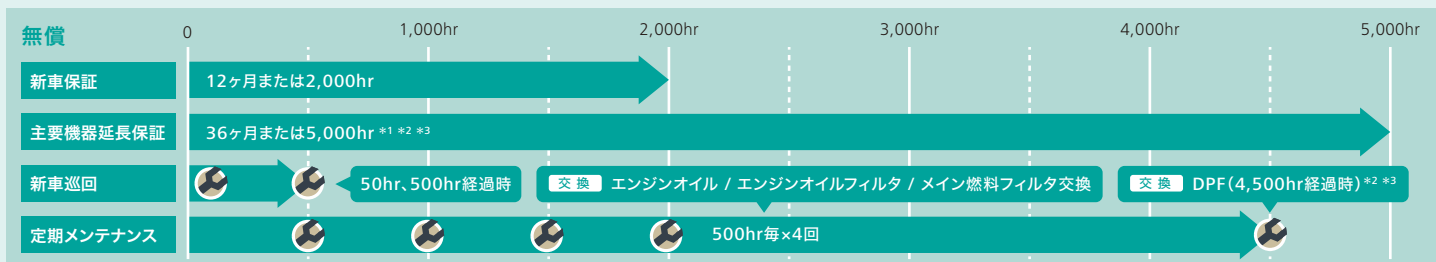 無償
0 1,000hr 2,000hr 3,000hr 4,000hr 5,000hr
新車保証 12ヶ月または2,000hr
主要機器延長保証 36ヶ月または5,000hr *1 *2 *3
新車巡回 50hr、500hr経過時 交換 エンジンオイル / エンジンオイルフィルタ / メイン燃料フィルタ交換 交換 DPF(4,500hr経過時)*2 *3
定期メンテナンス 500hr毎×4回